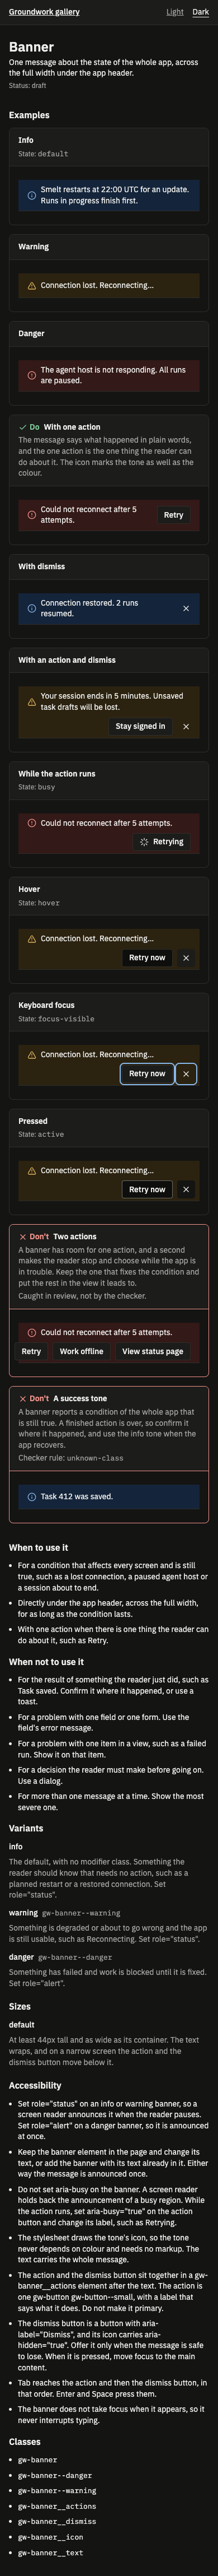 Groundwork gallery Light Dark
Banner
One message about the state of the whole app, across
the full width under the app header.
Status: draft
Examples
Info
State: default
Smelt restarts at 22:00 UTC for an update.
Runs in progress finish first.
Warning
Connection lost. Reconnecting…
Danger
The agent host is not responding. All runs
are paused.
Do With one action
The message says what happened in plain words,
and the one action is the one thing the reader can
do about it. The icon marks the tone as well as the
colour.
Could not reconnect after 5
attempts.
Retry
With dismiss
Connection restored. 2 runs
resumed.
With an action and dismiss
Your session ends in 5 minutes. Unsaved
task drafts will be lost.
Stay signed in
While the action runs
State: busy
Could not reconnect after 5 attempts.
Retrying
Hover
State: hover
Connection lost. Reconnecting…
Retry now
Keyboard focus
State: focus-visible
Connection lost. Reconnecting…
Retry now
Pressed
State: active
Connection lost. Reconnecting…
Retry now
Don't Two actions
A banner has room for one action, and a second
makes the reader stop and choose while the app is
in trouble. Keep the one that fixes the condition and
put the rest in the view it leads to.
Caught in review, not by the checker.
Could not reconnect after 5 attempts.
Retry Work offline View status page
Don't A success tone
A banner reports a condition of the whole app that
is still true. A finished action is over, so confirm it
where it happened, and use the info tone when the
app recovers.
Checker rule: unknown-class
Task 412 was saved.
When to use it
For a condition that affects every screen and is still
true, such as a lost connection, a paused agent host or
a session about to end.
Directly under the app header, across the full width,
for as long as the condition lasts.
With one action when there is one thing the reader can
do about it, such as Retry.
When not to use it
For the result of something the reader just did, such as
Task saved. Confirm it where it happened, or use a
toast.
For a problem with one field or one form. Use the
field's error message.
For a problem with one item in a view, such as a failed
run. Show it on that item.
For a decision the reader must make before going on.
Use a dialog.
For more than one message at a time. Show the most
severe one.
Variants
info
The default, with no modifier class. Something the
reader should know that needs no action, such as a
planned restart or a restored connection. Set
role="status".
warning gw-banner--warning
Something is degraded or about to go wrong and the app
is still usable, such as Reconnecting. Set role="status".
danger gw-banner--danger
Something has failed and work is blocked until it is fixed.
Set role="alert".
Sizes
default
At least 44px tall and as wide as its container. The text
wraps, and on a narrow screen the action and the
dismiss button move below it.
Accessibility
Set role="status" on an info or warning banner, so a
screen reader announces it when the reader pauses.
Set role="alert" on a danger banner, so it is announced
at once.
Keep the banner element in the page and change its
text, or add the banner with its text already in it. Either
way the message is announced once.
Do not set aria-busy on the banner. A screen reader
holds back the announcement of a busy region. While
the action runs, set aria-busy="true" on the action
button and change its label, such as Retrying.
The stylesheet draws the tone's icon, so the tone
never depends on colour and needs no markup. The
text carries the whole message.
The action and the dismiss button sit together in a gw-
banner__actions element after the text. The action is
one gw-button gw-button--small, with a label that
says what it does. Do not make it primary.
The dismiss button is a button with aria-
label="Dismiss", and its icon carries aria-
hidden="true". Offer it only when the message is safe
to lose. When it is pressed, move focus to the main
content.
Tab reaches the action and then the dismiss button, in
that order. Enter and Space press them.
The banner does not take focus when it appears, so it
never interrupts typing.
Classes
gw-banner
gw-banner--danger
gw-banner--warning
gw-banner__actions
gw-banner__dismiss
gw-banner__icon
gw-banner__text